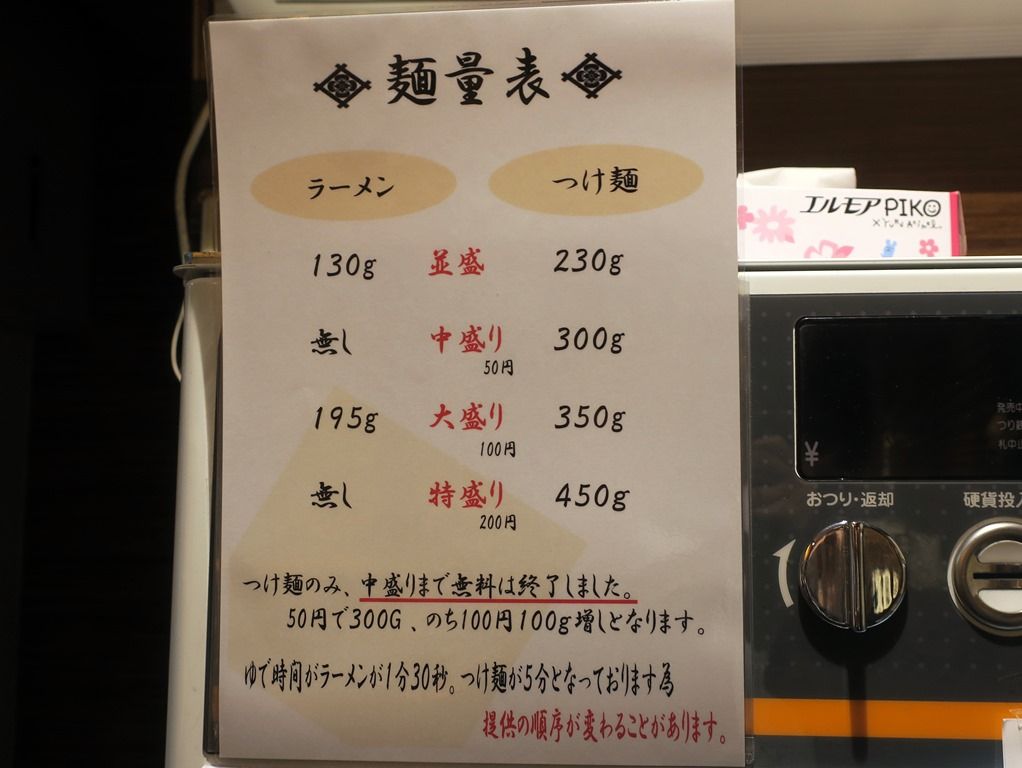 麺量表
ラーメン つけ麺
130g 並盛 230g
無し 中盛り 300g
50円
195g 大盛り 350g
100円
無し 特盛り 450g
200円
つけ麺のみ、中盛りまで無料は終了しました。
50円で300G、のち100円100g増しとなります。
ゆで時間がラーメンが1分30秒。つけ麺が5分となっております為
提供の順序が変わることがあります。
エルモア PIKO
¥
おつり・返却
硬貨投入